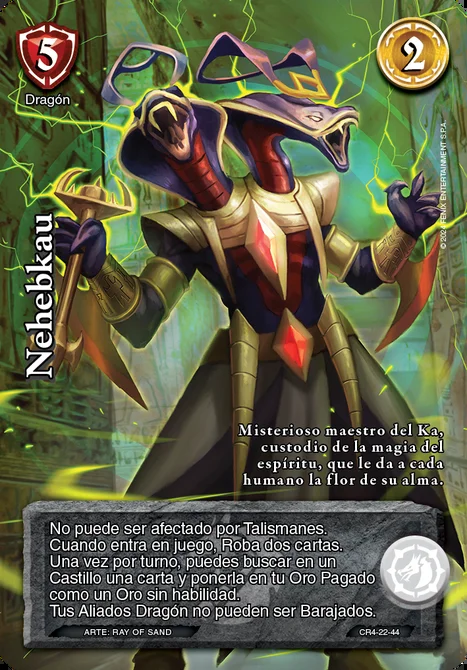 5
2
Dragón
Nehebkau
Misterioso maestro del Ka,
custodio de la magia del
espíritu, que le da a cada
humano la flor de su alma.
No puede ser afectado por Talismanes.
Cuando entra en juego, Roba dos cartas.
Una vez por turno, puedes buscar en un
Castillo una carta y ponerla en tu Oro Pagado
como un Oro sin habilidad.
Tus Aliados Dragón no pueden ser Barajados.
ARTE: RAY OF SAND
CR4-22-44
FENIX ENTERTAINMENT S.P.A.